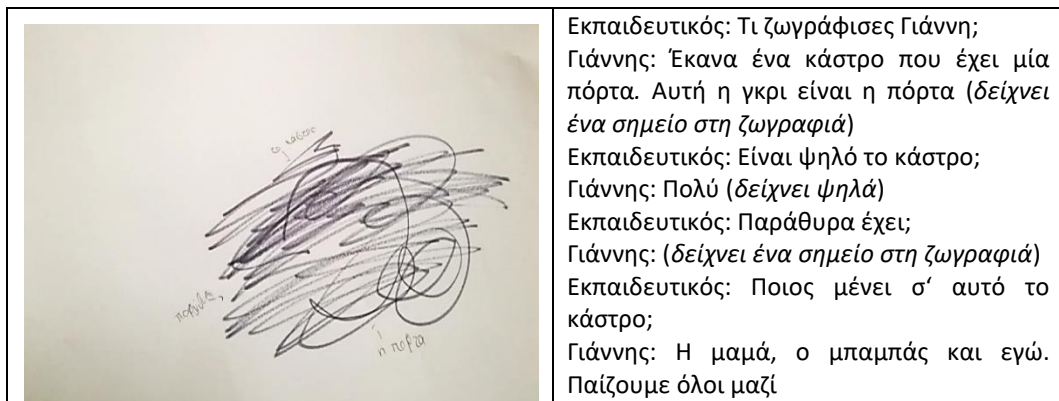 το κάστρο
παράθυρα
η πόρτα
Εκπαιδευτικός: Τι ζωγράφισες Γιάννη;
Γιάννης: Έκανα ένα κάστρο που έχει μία
πόρτα. Αυτή η γκρι είναι η πόρτα (δείχνει
ένα σημείο στη ζωγραφιά)
Εκπαιδευτικός: Είναι ψηλό το κάστρο;
Γιάννης: Πολύ (δείχνει ψηλά)
Εκπαιδευτικός: Παράθυρα έχει;
Γιάννης: (δείχνει ένα σημείο στη ζωγραφιά)
Εκπαιδευτικός: Ποιος μένει σ‘ αυτό το
κάστρο;
Γιάννης: Η μαμά, ο μπαμπάς και εγώ.
Παίζουμε όλοι μαζί